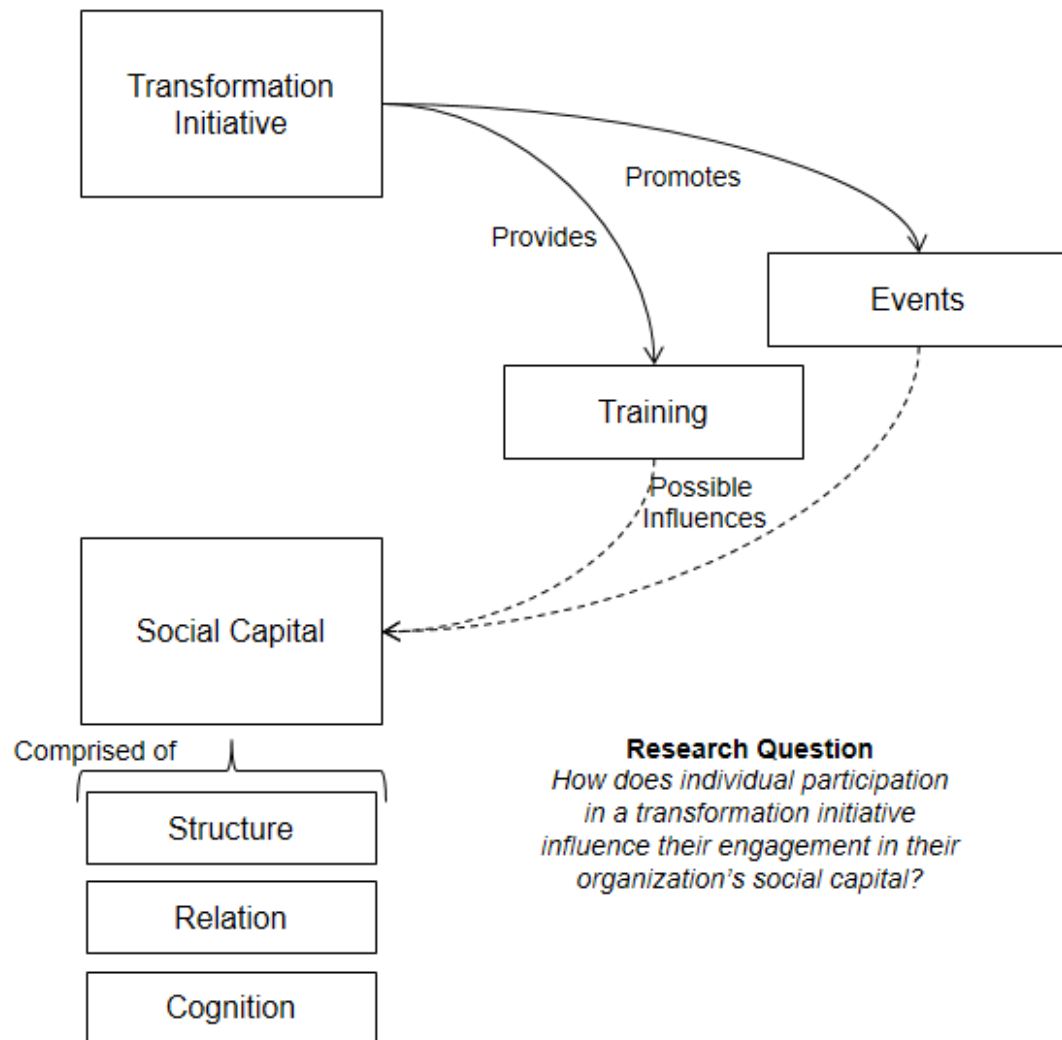 Transformation
Initiative
Promotes
Provides
Events
Training
Possible
Influences
Social Capital
Comprised of
Structure
Relation
Cognition
Research Question
How does individual participation
in a transformation initiative
influence their engagement in their
organization's social capital?